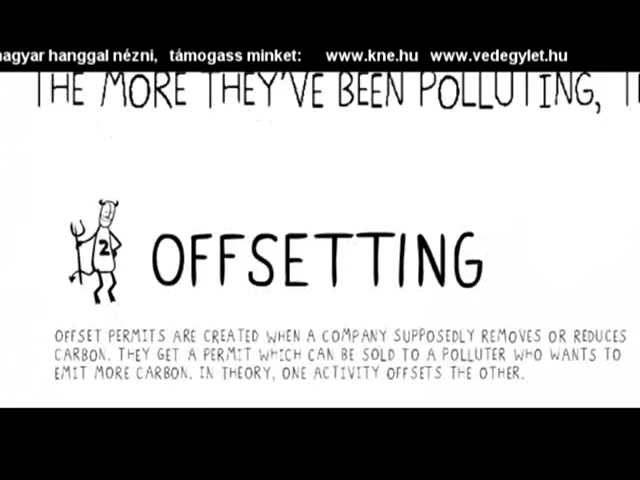 magyar hanggal nézni, támogass minket: www.kne.hu www.vedegylet.hu
THE MORE THEY'VE BEEN POLLUTING,
2
OFFSETTING
OFFSET PERMITS ARE CREATED WHEN A COMPANY SUPPOSEDLY REMOVES OR REDUCES
CARBON. THEY GET A PERMIT WHICH CAN BE SOLD TO A POLLUTER WHO WANTS TO
EMIT MORE CARBON. IN THEORY, ONE ACTIVITY OFFSETS THE OTHER.